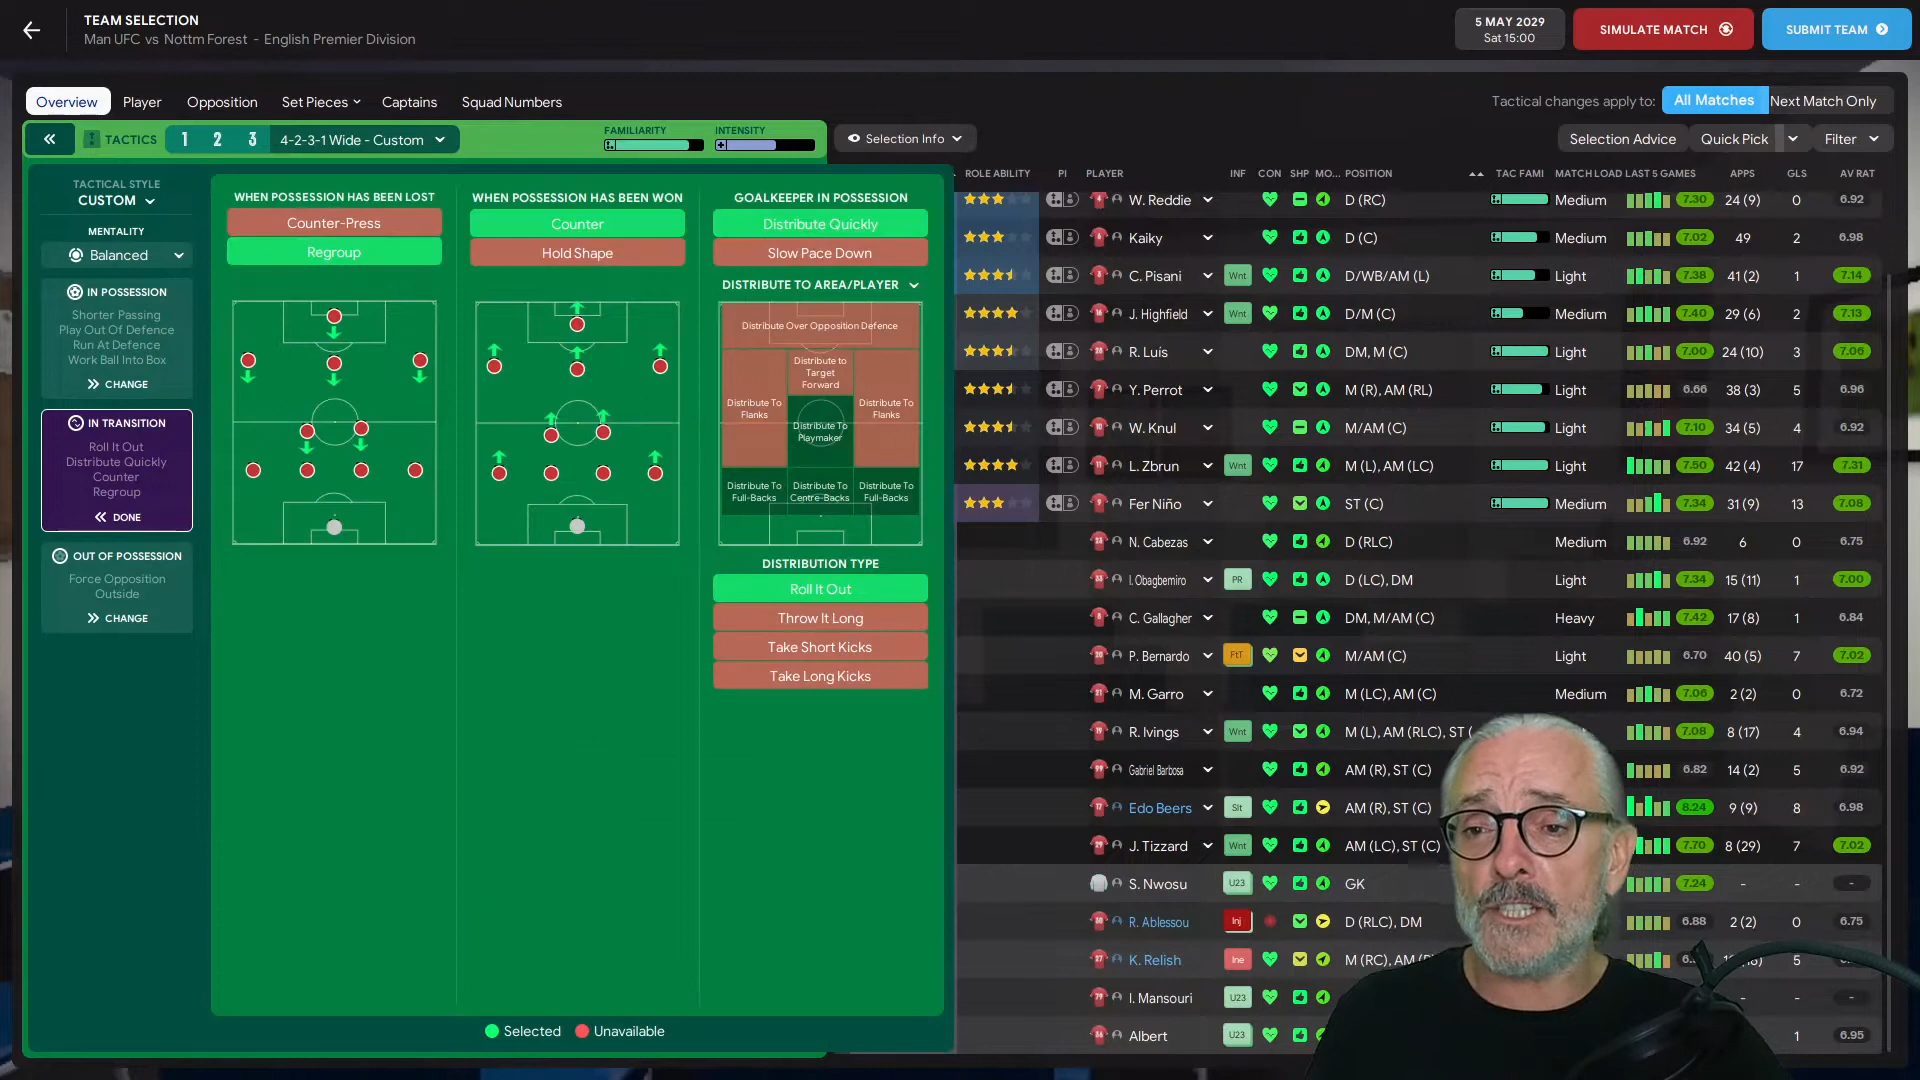 TEAM SELECTION
Man UFC vs Nottm Forest - English Premier Division
5 MAY 2029
Sat 15:00
SIMULATE MATCH
SUBMIT TEAM
Overview Player Opposition Set Pieces Captains Squad Numbers
Tactical changes apply to: All Matches Next Match Only
TACTICS 1 2 3 4-2-3-1 Wide - Custom
FAMILIARITY INTENSITY
Selection Info
Selection Advice Quick Pick Filter
TACTICAL STYLE
CUSTOM
MENTALITY
Balanced
IN POSSESSION
Shorter Passing
Play Out Of Defence
Run At Defence
Work Ball Into Box
CHANGE
IN TRANSITION
Roll It Out
Distribute Quickly
Counter
Regroup
DONE
OUT OF POSSESSION
Force Opposition
Outside
CHANGE
WHEN POSSESSION HAS BEEN LOST
Counter-Press
Regroup
WHEN POSSESSION HAS BEEN WON
Counter
Hold Shape
GOALKEEPER IN POSSESSION
Distribute Quickly
Slow Pace Down
DISTRIBUTE TO AREA/PLAYER
Distribute Over Opposition Defence
Distribute to
Target
Forward
Distribute To
Flanks
Distribute To
Flanks
Distribute To
Playmaker
Distribute To
Full-Backs
Distribute To
Centre-Backs
Distribute To
Full-Backs
DISTRIBUTION TYPE
Roll It Out
Throw It Long
Take Short Kicks
Take Long Kicks
Selected Unavailable
ROLE ABILITY PI PLAYER INF CON SHP MO... POSITION TAC FAMI MATCH LOAD LAST 5 GAMES APPS GLS AV RAT
W. Reddie D (RC) Medium 7.30 24 (9) 0 6.92
Kaiky D (C) Medium 7.02 49 2 6.98
C. Pisani Wnt D/WB/AM (L) Light 7.38 41 (2) 1 7.14
J. Highfield Wnt D/M (C) Medium 7.40 29 (6) 2 7.13
R. Luís DM, M (C) Light 7.00 24 (10) 3 7.06
Y. Perrot M (R), AM (RL) Light 6.66 38 (3) 5 6.96
W. Knul M/AM (C) Light 7.10 34 (5) 4 6.92
L. Zbrun Wnt M (L), AM (LC) Light 7.50 42 (4) 17 7.31
Fer Niño ST (C) Medium 7.34 31 (9) 13 7.08
N. Cabezas D (RLC) Medium 6.92 6 0 6.75
I. Obagbemiro PR D (LC), DM Light 7.34 15 (11) 1 7.00
C. Gallagher DM, M/AM (C) Heavy 7.42 17 (8) 1 6.84
P. Bernardo FtT M/AM (C) Light 6.70 40 (5) 7 7.02
M. Garro M (LC), AM (C) Medium 7.06 2 (2) 0 6.72
R. Ivings Wnt M (L), AM (RLC), ST ( 7.08 8 (17) 4 6.94
Gabriel Barbosa AM (R), ST (C) 6.82 14 (2) 5 6.92
Edo Beers Slt AM (R), ST (C) 8.24 9 (9) 8 6.98
J. Tizzard Wnt AM (LC), ST (C) 7.70 8 (29) 7 7.02
S. Nwosu U23 GK 7.24 - - -
R. Ablessou Inj D (RLC), DM 6.88 2 (2) 0 6.75
K. Relish Ine M (RC), AM 5
I. Mansouri U23 - - -
Albert U23 1 6.95